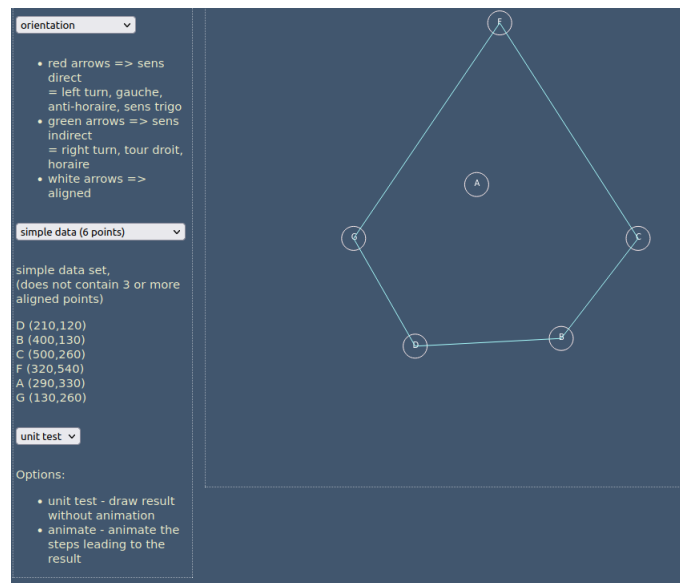 orientation
red arrows => sens
direct
= left turn, gauche,
anti-horaire, sens trigo
green arrows => sens
indirect
= right turn, tour droit,
horaire
white arrows =>
aligned
simple data (6 points)
simple data set,
(does not contain 3 or more
aligned points)
D (210,120)
B (400,130)
C (500,260)
F (320,540)
A (290,330)
G (130,260)
unit test
Options:
unit test - draw result
without animation
animate - animate the
steps leading to the
result
F
A
G
C
D
B